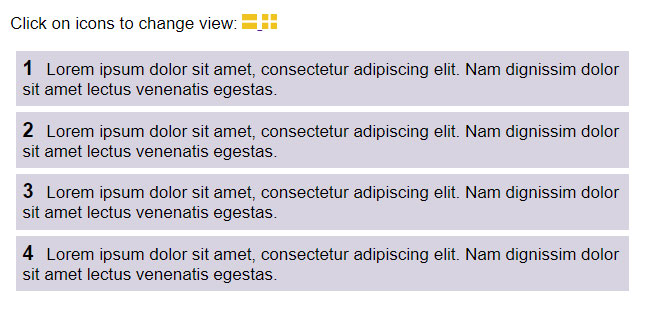 Click on icons to change view:
1 Lorem ipsum dolor sit amet, consectetur adipiscing elit. Nam dignissim dolor
sit amet lectus venenatis egestas.
2 Lorem ipsum dolor sit amet, consectetur adipiscing elit. Nam dignissim dolor
sit amet lectus venenatis egestas.
3 Lorem ipsum dolor sit amet, consectetur adipiscing elit. Nam dignissim dolor
sit amet lectus venenatis egestas.
4 Lorem ipsum dolor sit amet, consectetur adipiscing elit. Nam dignissim dolor
sit amet lectus venenatis egestas.